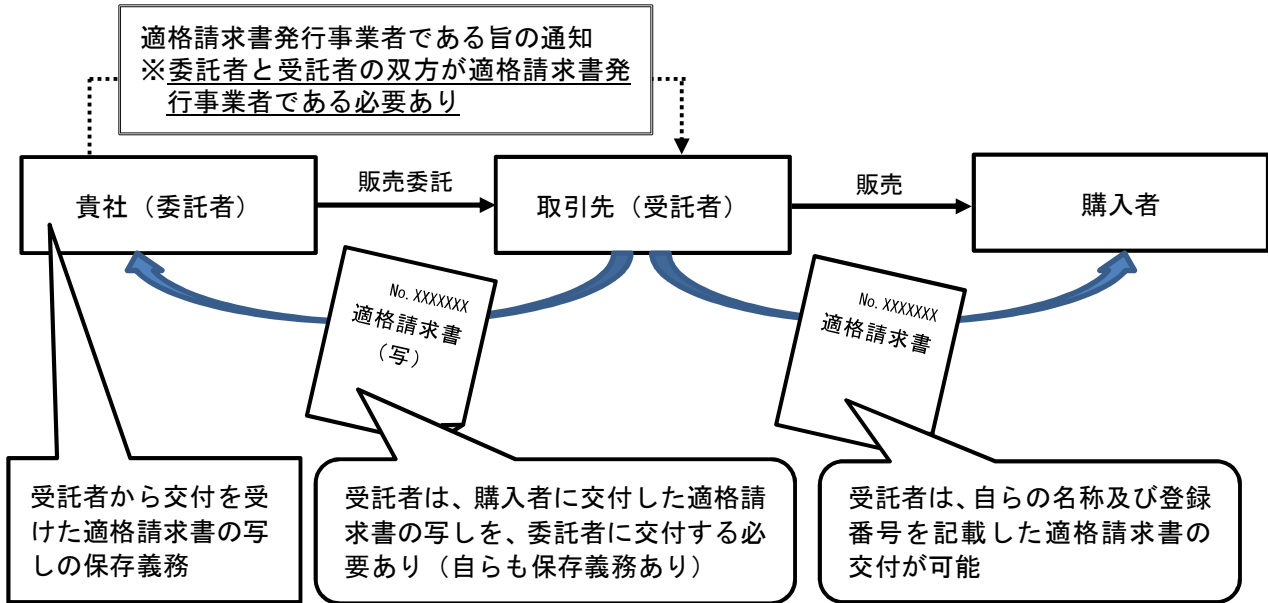 適格請求書発行事業者である旨の通知
※委託者と受託者の双方が適格請求書発
行事業者である必要あり
貴社（委託者）
販売委託
取引先（受託者）
販売
購入者
No. XXXXXXX
適格請求書
（写）
No. XXXXXXX
適格請求書
受託者から交付を受
けた適格請求書の写
しの保存義務
受託者は、購入者に交付した適格請
求書の写しを、委託者に交付する必
要あり（自らも保存義務あり）
受託者は、自らの名称及び登録
番号を記載した適格請求書の
交付が可能